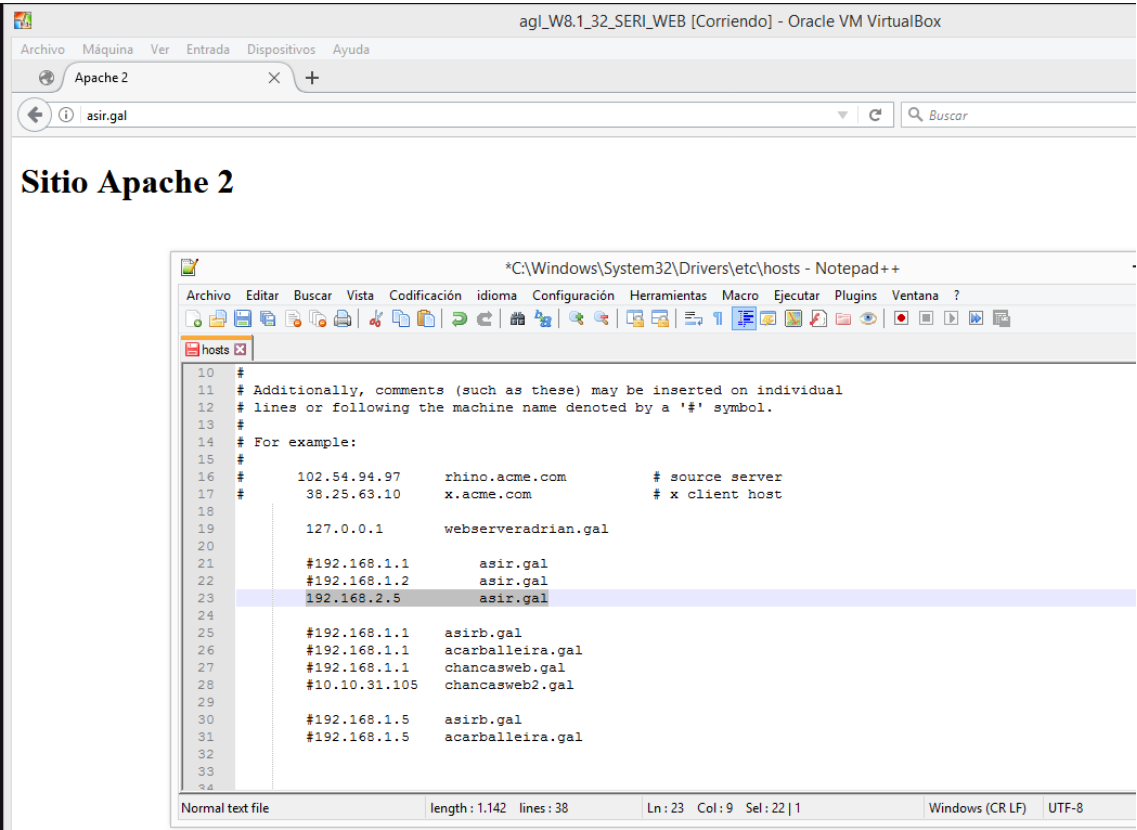 agl_W8.1_32_SERI_WEB [Corriendo] - Oracle VM VirtualBox
Archivo Máquina Ver Entrada Dispositivos Ayuda
Apache 2
asir.gal
Buscar
Sitio Apache 2
*C:\Windows\System32\Drivers\etc\hosts - Notepad++
Archivo Editar Buscar Vista Codificación idioma Configuración Herramientas Macro Ejecutar Plugins Ventana ?
hosts
10 #
11 # Additionally, comments (such as these) may be inserted on individual
12 # lines or following the machine name denoted by a '#' symbol.
13 #
14 # For example:
15 #
16 # 102.54.94.97 rhino.acme.com # source server
17 # 38.25.63.10 x.acme.com # x client host
18
19 127.0.0.1 webserveradrian.gal
20
21 #192.168.1.1 asir.gal
22 #192.168.1.2 asir.gal
23 192.168.2.5 asir.gal
24
25 #192.168.1.1 asirb.gal
26 #192.168.1.1 acarballeira.gal
27 #192.168.1.1 chancasweb.gal
28 #10.10.31.105 chancasweb2.gal
29
30 #192.168.1.5 asirb.gal
31 #192.168.1.5 acarballeira.gal
32
33
34
Normal text file length : 1.142 lines : 38 Ln : 23 Col : 9 Sel : 22 | 1 Windows (CR LF) UTF-8